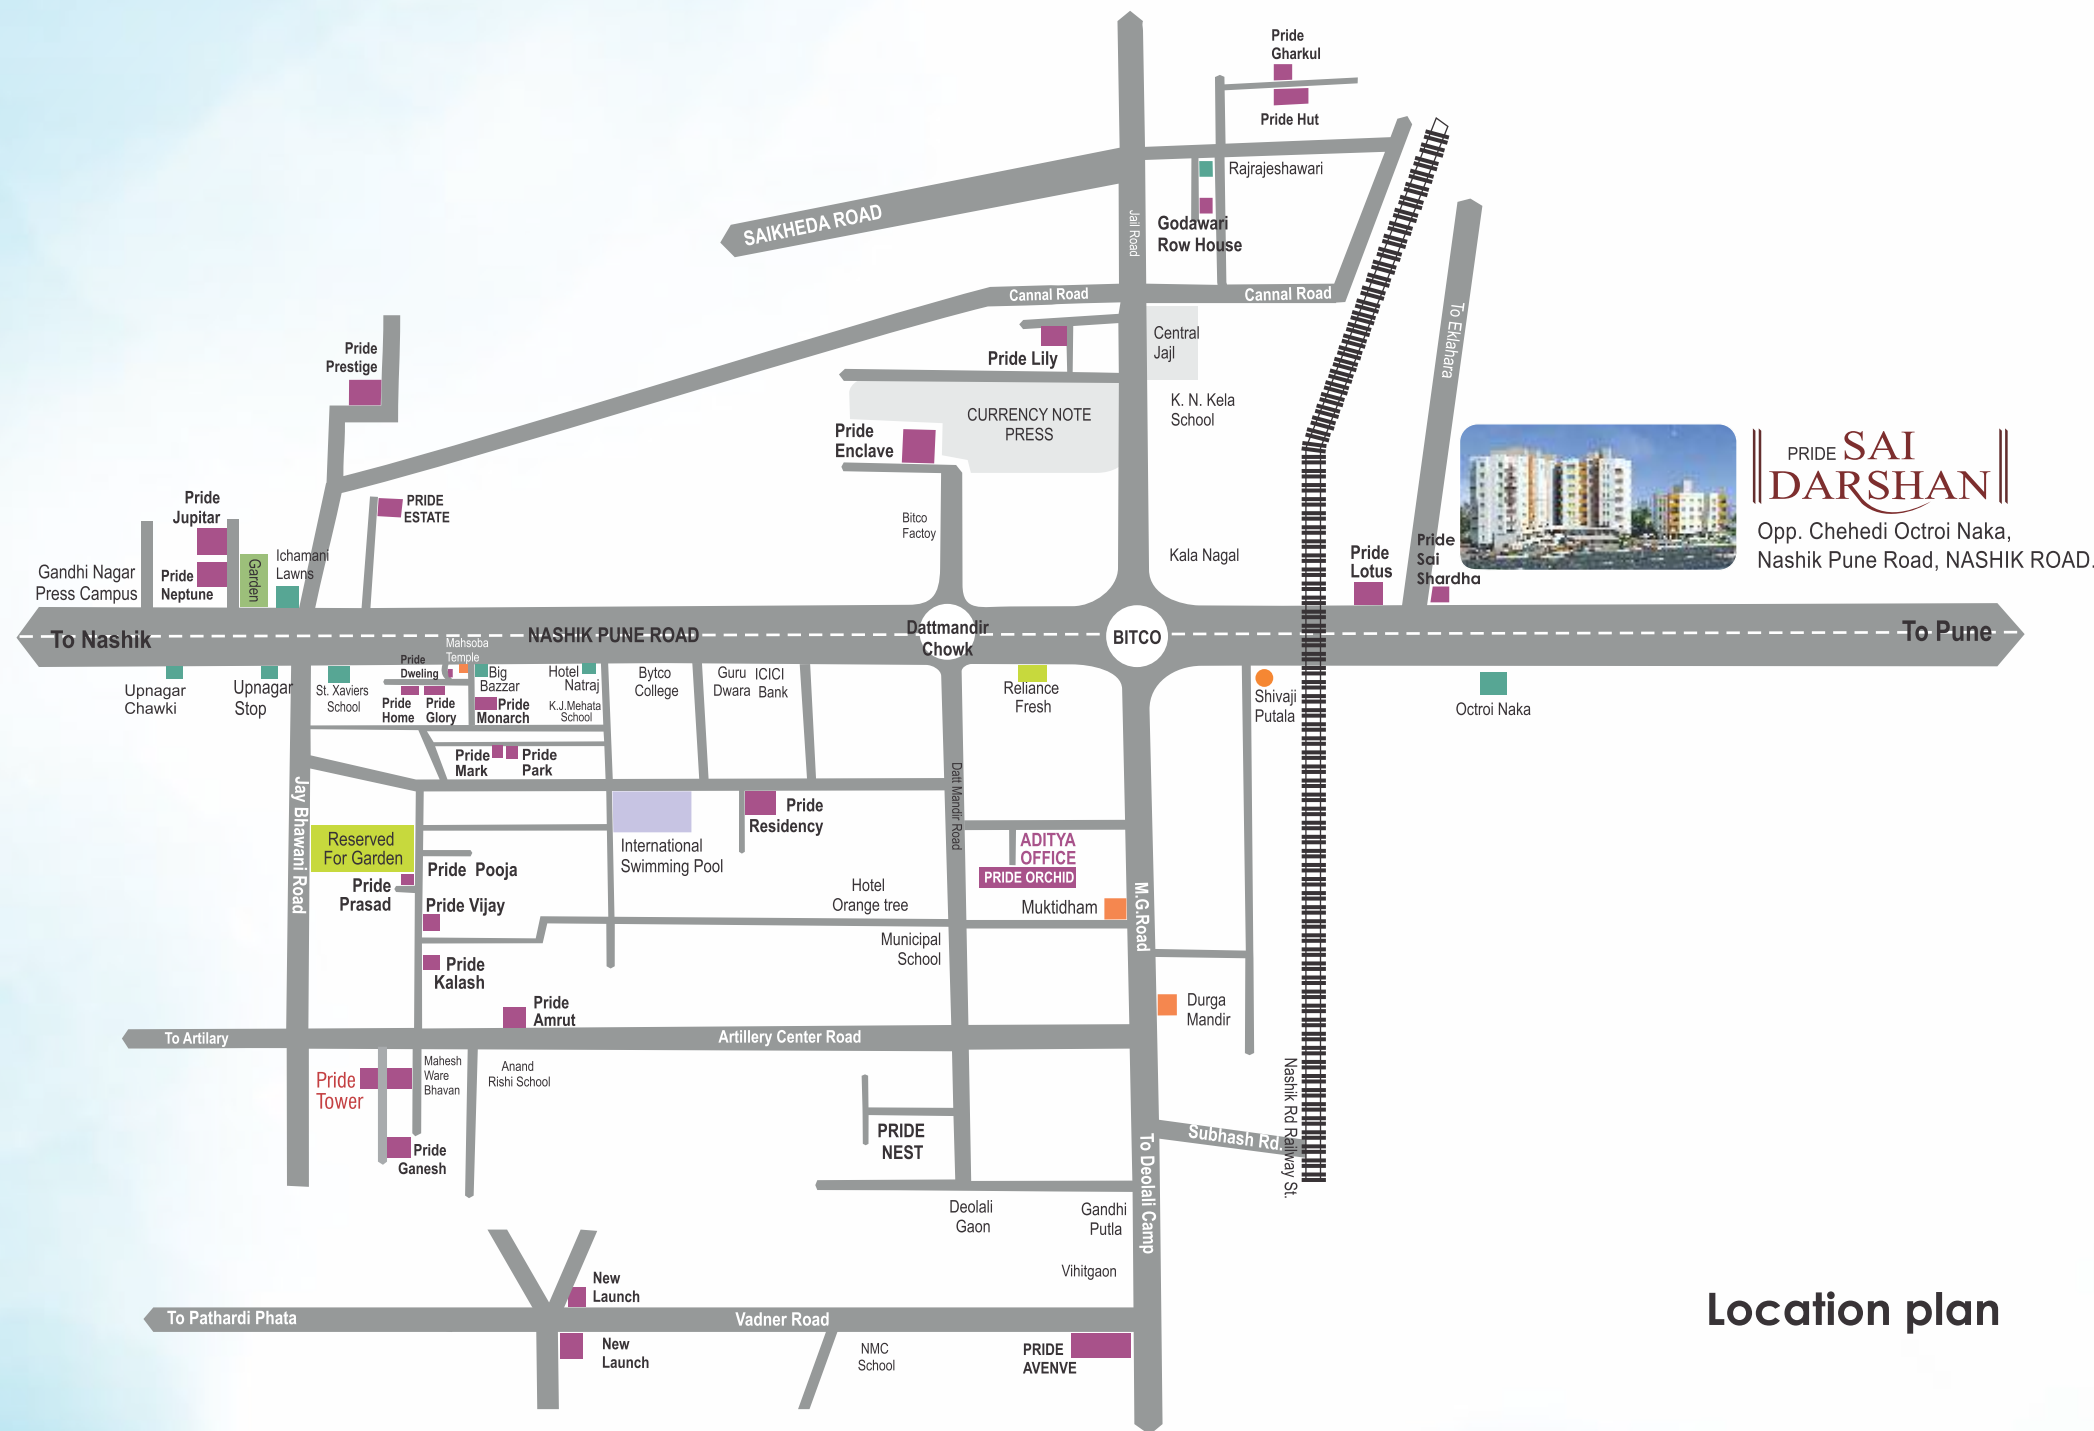 Pride
Gharkul
Pride Hut
Rajrajeshawari
Godawari
Row House
SAIKHEDA ROAD
Jail Road
Cannal Road
Cannal Road
To Eklahara
Central
Jajl
Pride Lily
Pride
Prestige
K. N. Kela
School
CURRENCY NOTE
PRESS
Pride
Enclave
PRIDE SAI
DARSHAN
Opp. Chehedi Octroi Naka,
Nashik Pune Road, NASHIK ROAD.
Pride
Jupitar
PRIDE
ESTATE
Bitco
Factoy
Kala Nagal
Pride
Lotus
Pride
Sai
Shardha
Gandhi Nagar
Press Campus
Pride
Neptune
Garden
Ichamani
Lawns
To Nashik
NASHIK PUNE ROAD
Dattmandir
Chowk
BITCO
To Pune
Mahsoba
Temple
Upnagar
Chawki
Upnagar
Stop
St. Xaviers
School
Pride
Dweling
Pride
Home
Pride
Glory
Big
Bazzar
Pride
Monarch
Hotel
Natraj
K.J.Mehata
School
Bytco
College
Guru
Dwara
ICICI
Bank
Reliance
Fresh
Shivaji
Putala
Octroi Naka
Pride
Mark
Pride
Park
Jay Bhawani Road
Datt Mandir Road
Reserved
For Garden
Pride
Residency
International
Swimming Pool
ADITYA
OFFICE
PRIDE ORCHID
Pride Pooja
Pride
Prasad
Pride Vijay
Hotel
Orange tree
Muktidham
M.G.Road
Municipal
School
Pride
Kalash
Pride
Amrut
Durga
Mandir
To Artilary
Artillery Center Road
Mahesh
Ware
Bhavan
Anand
Rishi School
Pride
Tower
Nashik Rd Railway St.
Pride
Ganesh
PRIDE
NEST
Subhash Rd.
To Deolali Camp
Deolali
Gaon
Gandhi
Putla
Vihitgaon
New
Launch
To Pathardi Phata
Vadner Road
New
Launch
NMC
School
PRIDE
AVENVE
Location plan